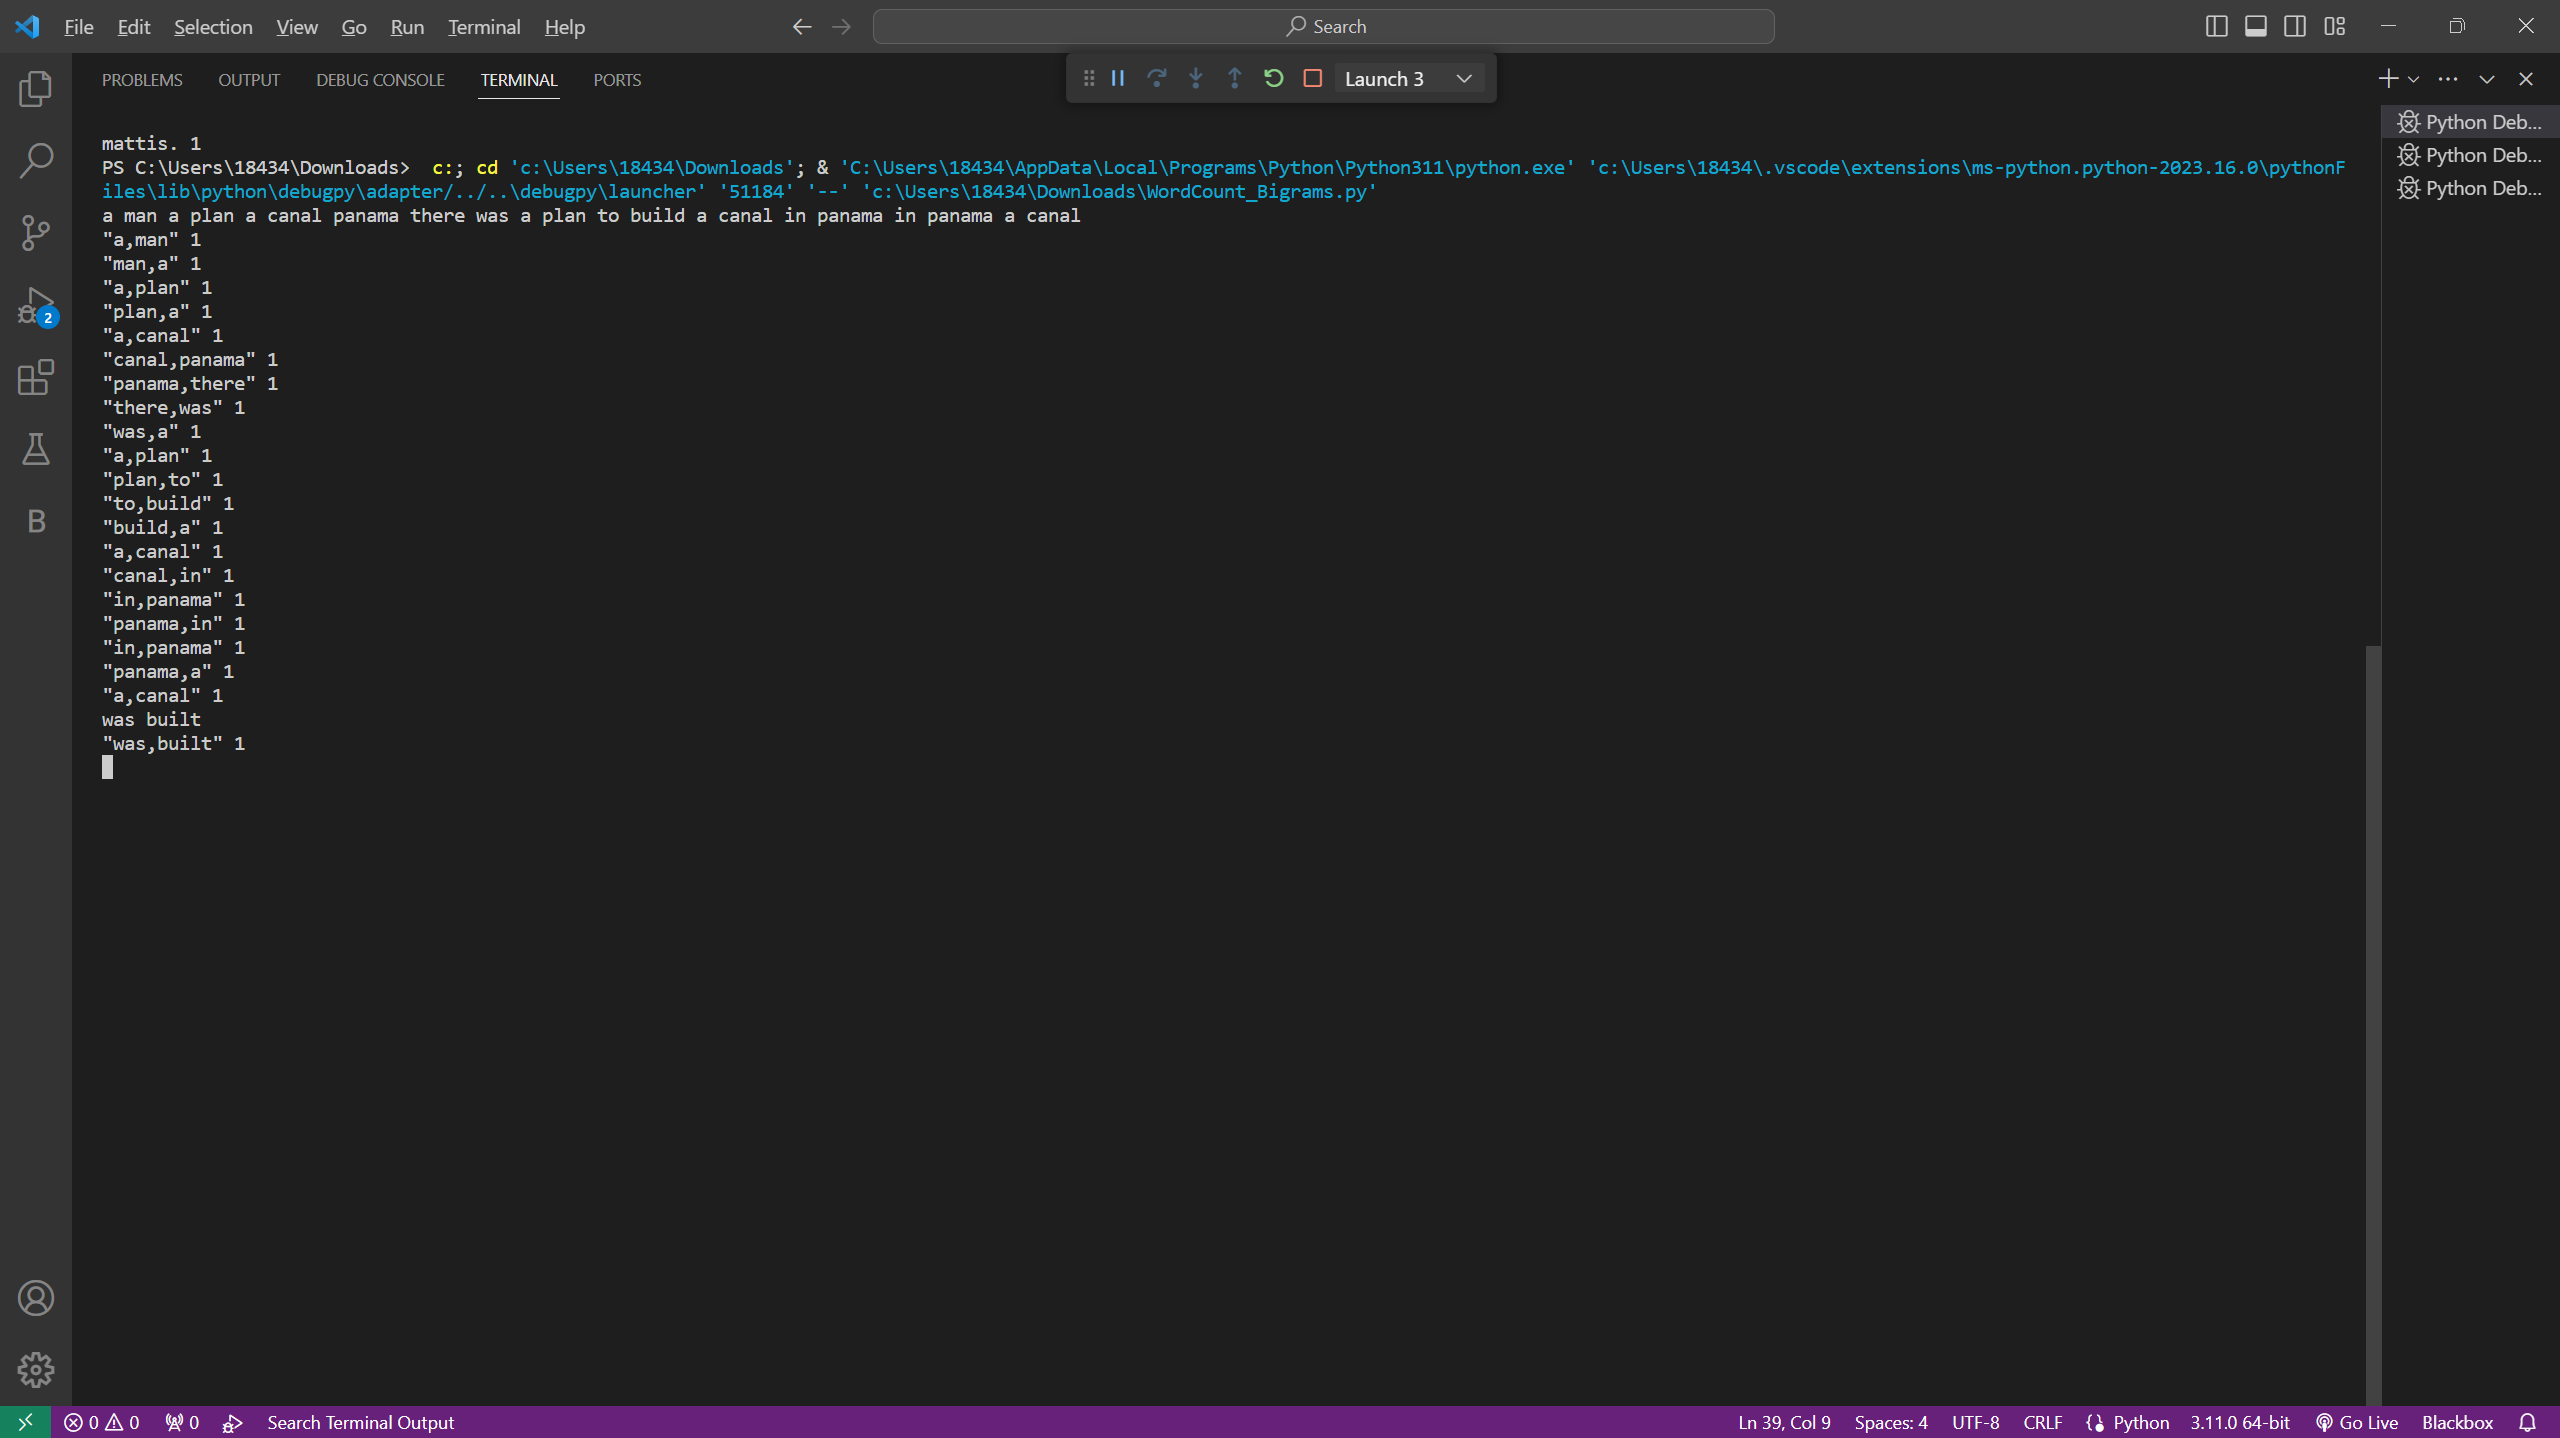 File Edit Selection View Go Run Terminal Help
Search
PROBLEMS OUTPUT DEBUG CONSOLE TERMINAL PORTS
Launch 3
mattis. 1
PS C:\Users\18434\Downloads>  c:; cd 'c:\Users\18434\Downloads'; & 'C:\Users\18434\AppData\Local\Programs\Python\Python311\python.exe' 'c:\Users\18434\.vscode\extensions\ms-python.python-2023.16.0\pythonF
iles\lib\python\debugpy\adapter/../..\debugpy\launcher' '51184' '--' 'c:\Users\18434\Downloads\WordCount_Bigrams.py'
a man a plan a canal panama there was a plan to build a canal in panama in panama a canal
"a,man" 1
"man,a" 1
"a,plan" 1
"plan,a" 1
"a,canal" 1
"canal,panama" 1
"panama,there" 1
"there,was" 1
"was,a" 1
"a,plan" 1
"plan,to" 1
"to,build" 1
"build,a" 1
"a,canal" 1
"canal,in" 1
"in,panama" 1
"panama,in" 1
"in,panama" 1
"panama,a" 1
"a,canal" 1
was built
"was,built" 1
Python Deb...
Python Deb...
Python Deb...
2
B
0 0 0 Search Terminal Output
Ln 39, Col 9 Spaces: 4 UTF-8 CRLF Python 3.11.0 64-bit Go Live Blackbox